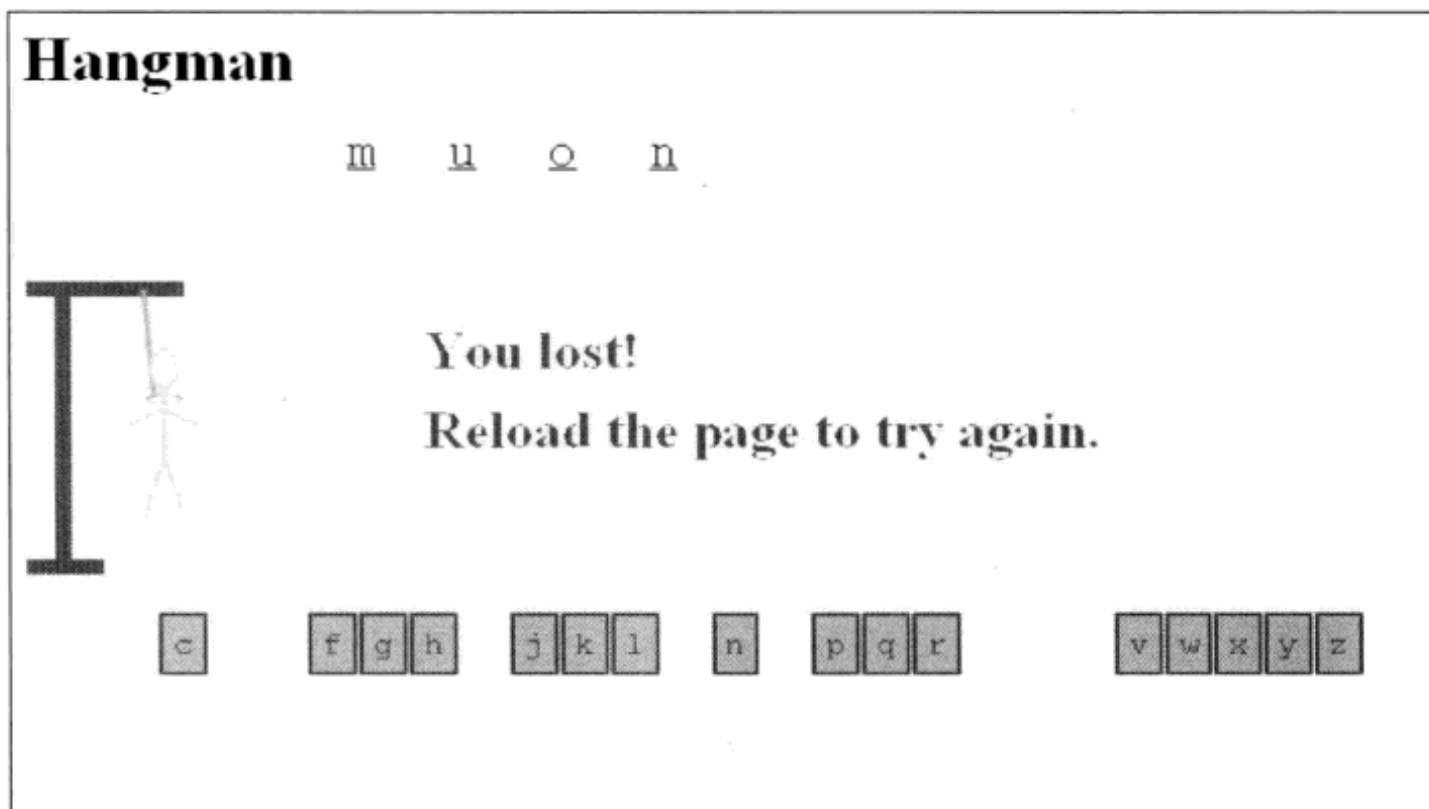 Hangman
m u o n
You lost!
Reload the page to try again.
c f g h j k l n p q r v w x y z